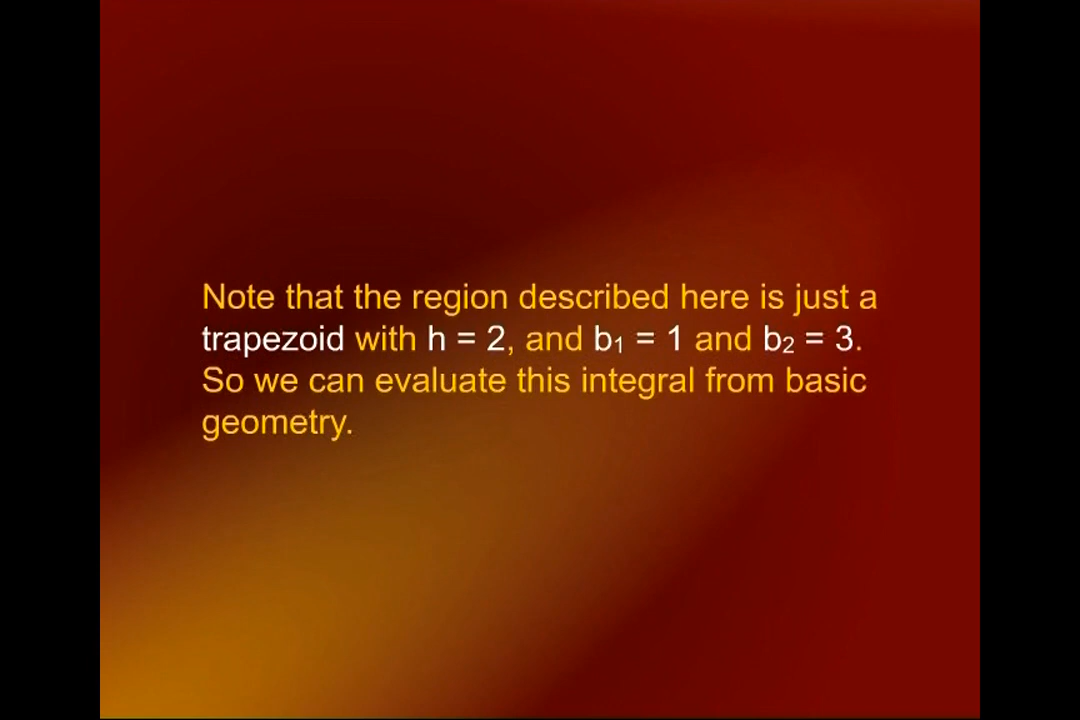 Note that the region described here is just a
trapezoid with h = 2, and b₁ = 1 and b₂ = 3.
So we can evaluate this integral from basic
geometry.